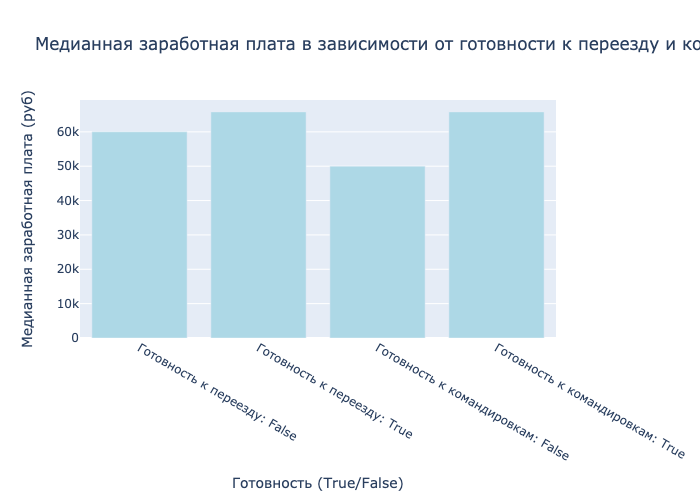 Медианная заработная плата в зависимости от готовности к переезду и ко
Медианная заработная плата (руб)
60k
50k
40k
30k
20k
10k
0
Готовность к переезду: False
Готовность к переезду: True
Готовность к командировкам: False
Готовность к командировкам: True
Готовность (True/False)